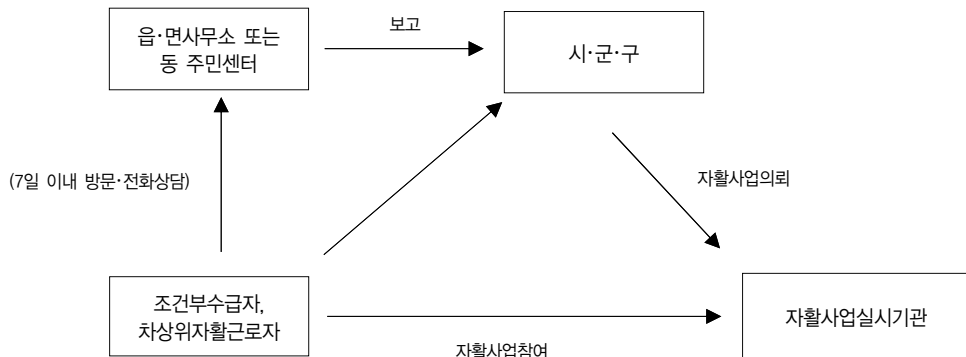 보고
읍·면사무소 또는
동 주민센터
시·군·구
(7일 이내 방문·전화상담)
자활사업의뢰
조건부수급자,
차상위자활근로자
자활사업실시기관
자활사업참여